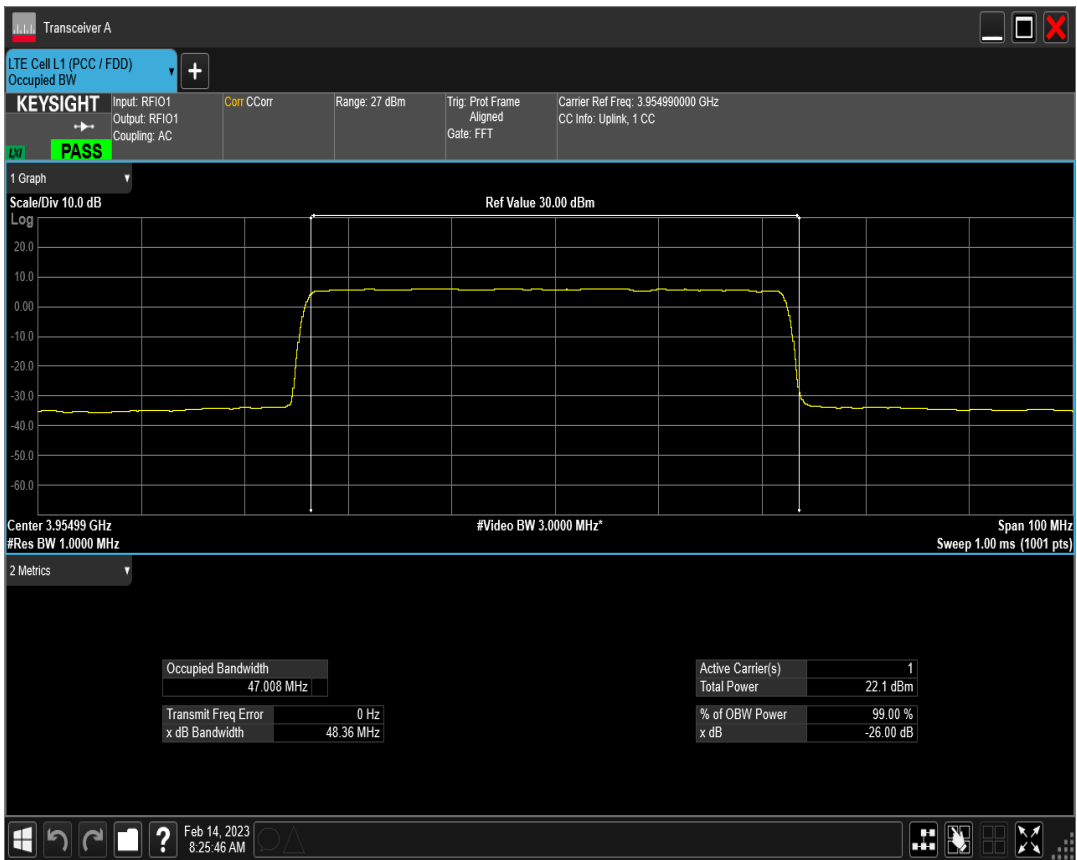 Transceiver A
LTE Cell L1 (PCC / FDD)
Occupied BW
+
KEYSIGHT
LXI
PASS
Input: RFIO1
Output: RFIO1
Coupling: AC
Corr CCorr
Range: 27 dBm
Trig: Prot Frame
Aligned
Gate: FFT
Carrier Ref Freq: 3.954990000 GHz
CC Info: Uplink, 1 CC
1 Graph
Scale/Div 10.0 dB
Ref Value 30.00 dBm
Log
20.0
10.0
0.00
-10.0
-20.0
-30.0
-40.0
-50.0
-60.0
Center 3.95499 GHz
#Video BW 3.0000 MHz*
Span 100 MHz
#Res BW 1.0000 MHz
Sweep 1.00 ms (1001 pts)
2 Metrics
Occupied Bandwidth
47.008 MHz
Transmit Freq Error 0 Hz
x dB Bandwidth 48.36 MHz
Active Carrier(s) 1
Total Power 22.1 dBm
% of OBW Power 99.00 %
x dB -26.00 dB
?
Feb 14, 2023
8:25:46 AM